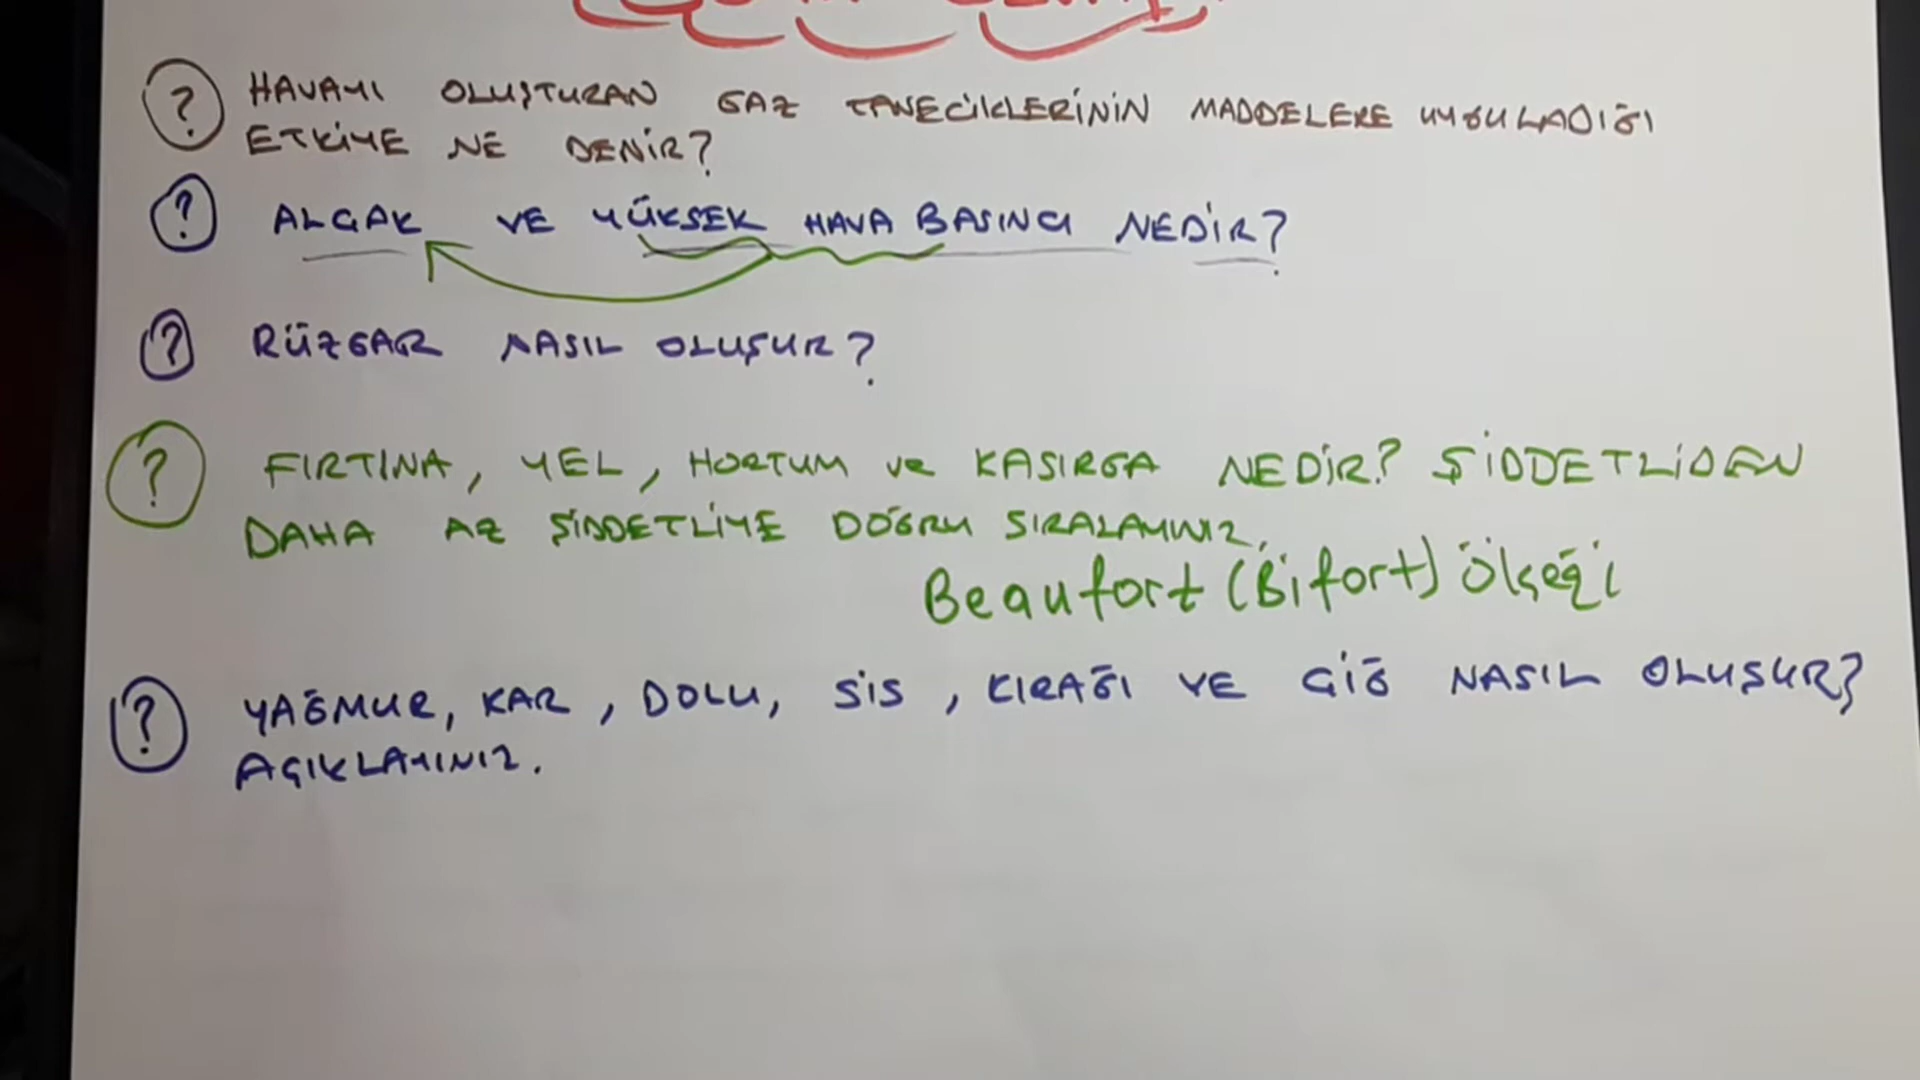 ? HAVAYI OLUŞTURAN GAZ TANECİKLERİNİN MADDELERE UYGULADIĞI
ETKİYE NE DENİR?
? ALÇAK VE YÜKSEK HAVA BASINCI NEDİR?
? RÜZGAR NASIL OLUŞUR?
? FIRTINA, YEL, HORTUM ve KASIRGA NEDİR? ŞİDDETLİDEN
DAHA AZ ŞİDDETLİYE DOĞRU SIRALAYINIZ.
Beaufort (Bifort) Ölçeği
? YAĞMUR, KAR, DOLU, SİS, KIRAĞI VE ÇİĞ NASIL OLUŞUR?
AÇIKLAYINIZ.